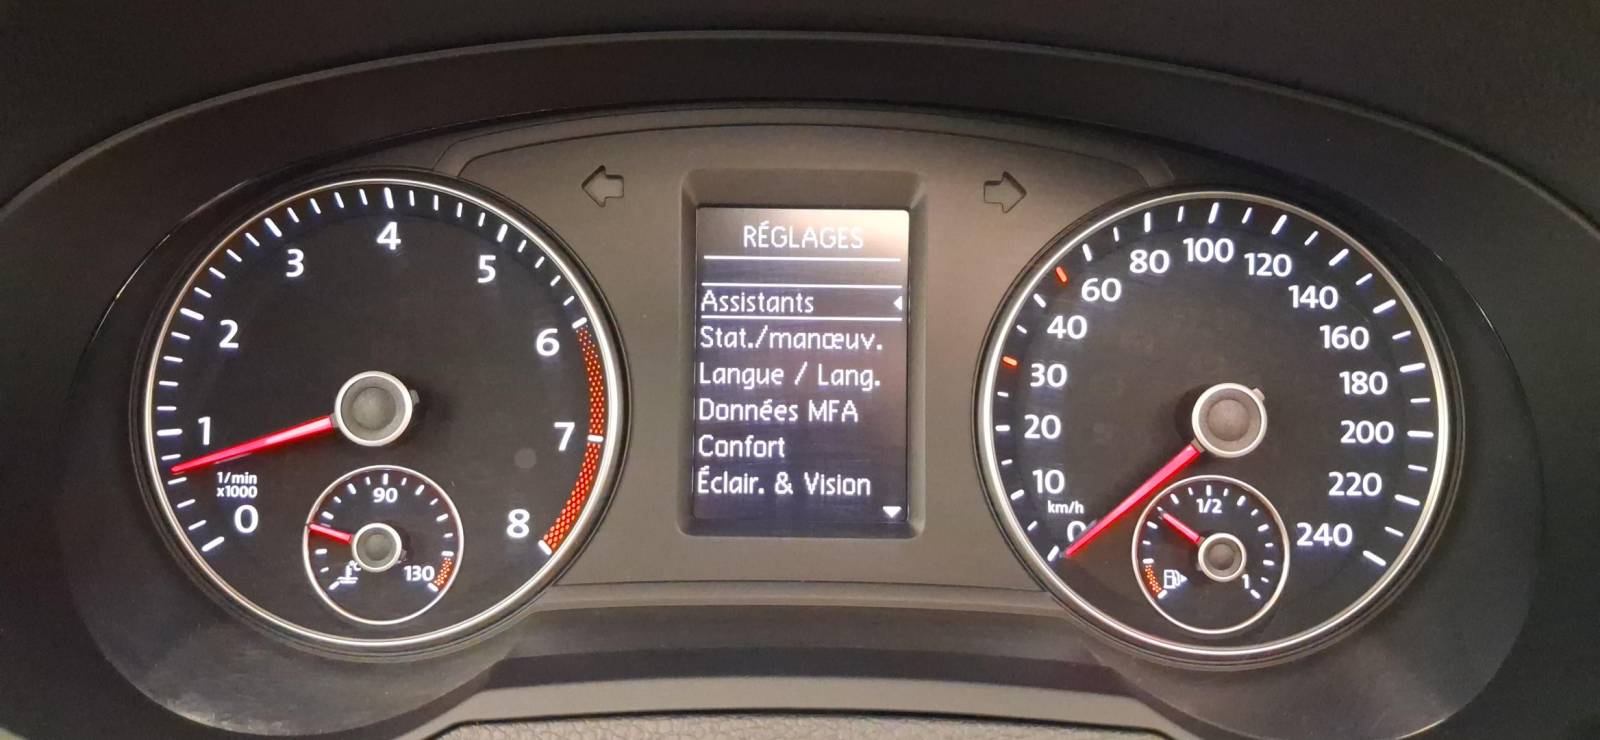 0
1
2
3
4
5
6
7
8
1/min
x1000
90
130
°C
RÉGLAGES
Assistants
Stat./manœuv.
Langue / Lang.
Données MFA
Confort
Éclair. & Vision
0
10
20
30
40
60
80
100
120
140
160
180
200
220
240
km/h
1/2
1